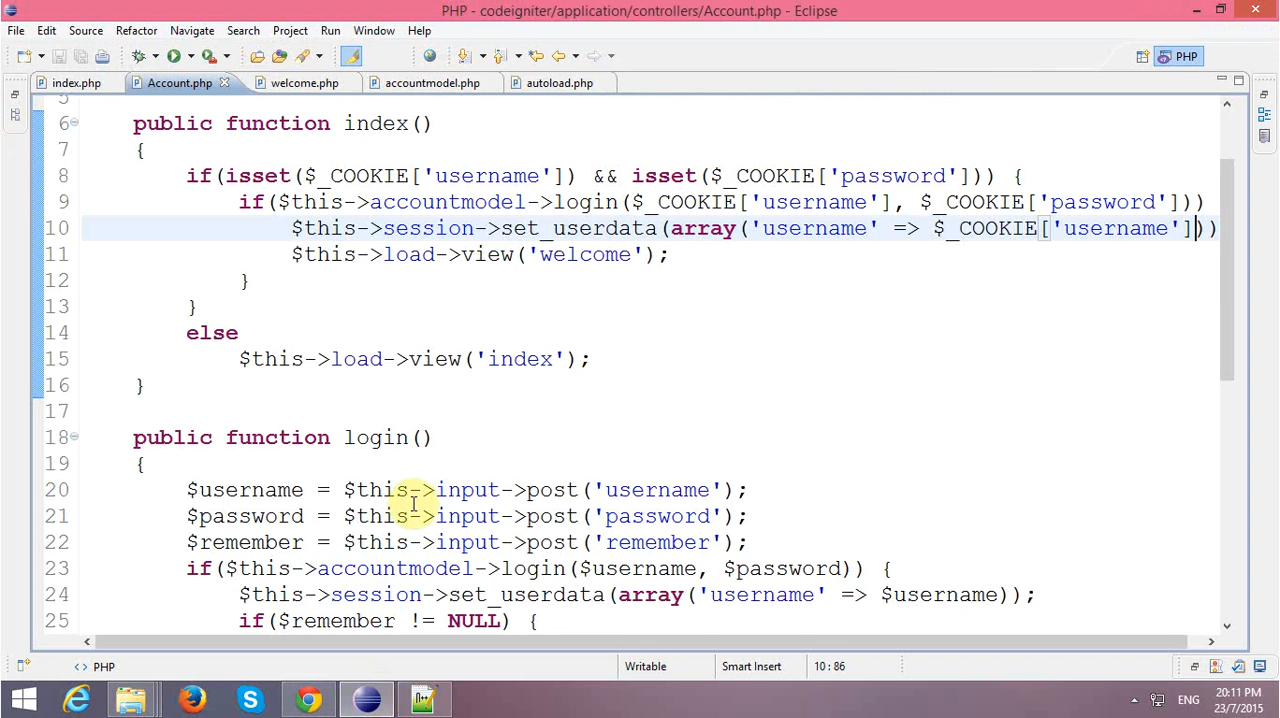 PHP - codeigniter/application/controllers/Account.php - Eclipse
File Edit Source Refactor Navigate Search Project Run Window Help
PHP
index.php Account.php welcome.php accountmodel.php autoload.php
5
6 public function index()
7 {
8 if(isset($_COOKIE['username']) && isset($_COOKIE['password'])) {
9 if($this->accountmodel->login($_COOKIE['username'], $_COOKIE['password']))
10 $this->session->set_userdata(array('username' => $_COOKIE['username']))
11 $this->load->view('welcome');
12 }
13 }
14 else
15 $this->load->view('index');
16 }
17
18 public function login()
19 {
20 $username = $this->input->post('username');
21 $password = $this->input->post('password');
22 $remember = $this->input->post('remember');
23 if($this->accountmodel->login($username, $password)) {
24 $this->session->set_userdata(array('username' => $username));
25 if($remember != NULL) {
<> PHP Writable Smart Insert 10 : 86
ENG
20:11 PM
23/7/2015